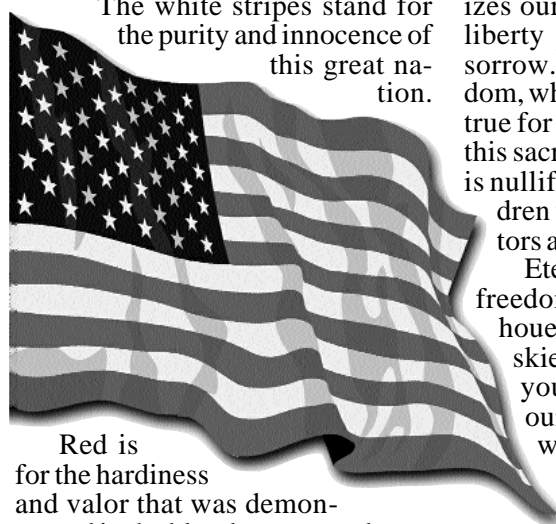 The white stripes stand for
the purity and innocence of
this great na-
tion.
Red is
for the hardiness
and valor that was demon-
izes our
liberty
sorrow.
dom, wh
true for
this sacr
is nullif
dren
tors a
Ete
freedom
houe
skie
you
our
w